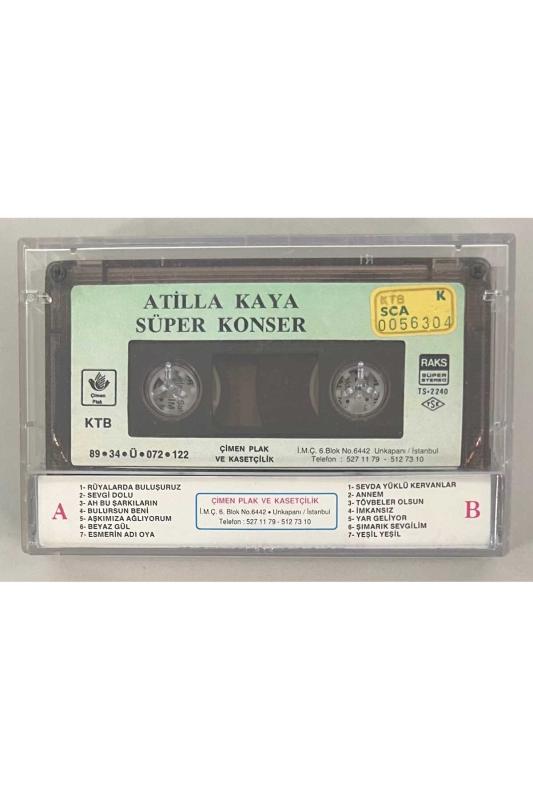 ATİLLA KAYA
SÜPER KONSER
KTB K
SCA
0056304
Çimen
Plak
KTB
RAKS
SÜPER
STEREO
TS•2240
TSE
89•34•Ü•072•122
ÇİMEN PLAK
VE KASETÇİLİK
İ.M.Ç. 6.Blok No.6442 Unkapanı / İstanbul
Telefon : 527 11 79 - 512 73 10
A
1- RÜYALARDA BULUŞURUZ
2- SEVGİ DOLU
3- AH BU ŞARKILARIN
4- BULURSUN BENİ
5- AŞKIMIZA AĞLIYORUM
6- BEYAZ GÜL
7- ESMERİN ADI OYA
ÇİMEN PLAK VE KASETÇİLİK
İ.M.Ç. 6. Blok No.6442 • Unkapanı / İstanbul
Telefon : 527 11 79 - 512 73 10
1- SEVDA YÜKLÜ KERVANLAR
2- ANNEM
3- TÖVBELER OLSUN
4- İMKANSIZ
5- YAR GELİYOR
6- ŞIMARIK SEVGİLİM
7- YEŞİL YEŞİL
B